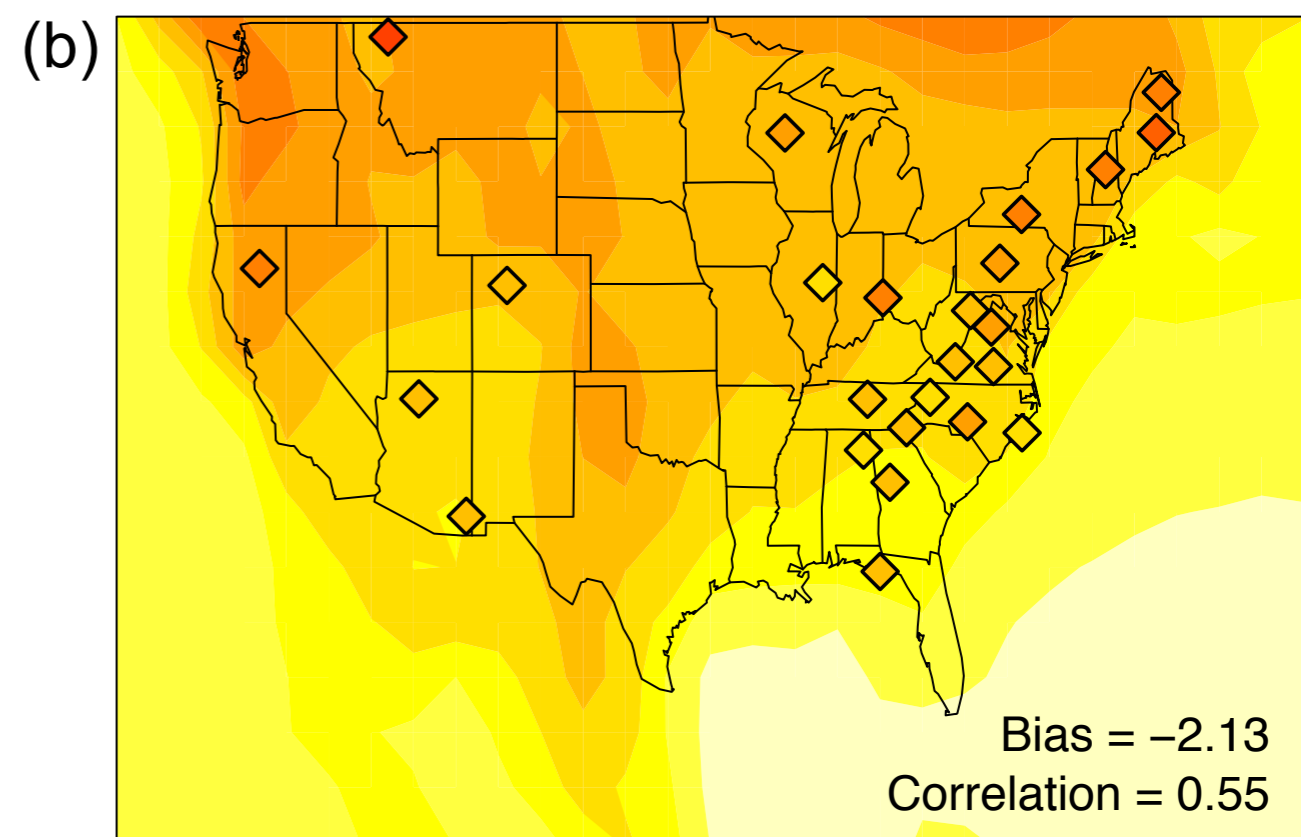 (b)
Bias = −2.13
Correlation = 0.55